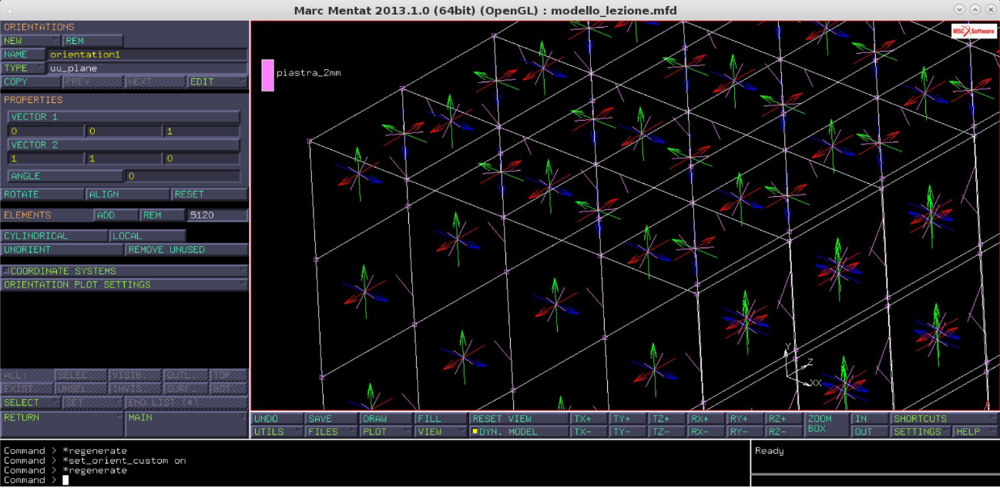 Marc Mentat 2013.1.0 (64bit) (OpenGL) : modello_lezione.mfd
ORIENTATIONS
NEW REM
NAME orientation1
TYPE uu_plane
COPY PREV NEXT EDIT
PROPERTIES
VECTOR 1
0 0 1
VECTOR 2
1 1 0
ANGLE 0
ROTATE ALIGN RESET
ELEMENTS ADD REM 5120
CYLINDRICAL LOCAL
UNORIENT REMOVE UNUSED
COORDINATE SYSTEMS
ORIENTATION PLOT SETTINGS
ALL: SELEC VISIB OUTL. TOP
EXIST UNSEL INVIS SURF. BOT
SELECT SET END LIST (#)
RETURN MAIN
piastra_2mm
MSC Software
Y
Z
XX
UNDO SAVE DRAW FILL RESET VIEW TX+ TY+ TZ+ RX+ RY+ RZ+ ZOOM BOX IN SHORTCUTS
UTILS FILES PLOT VIEW DYN. MODEL TX- TY- TZ- RX- RY- RZ- OUT SETTINGS HELP
Command > *regenerate
Command > *set_orient_custom on
Command > *regenerate
Command >
Ready